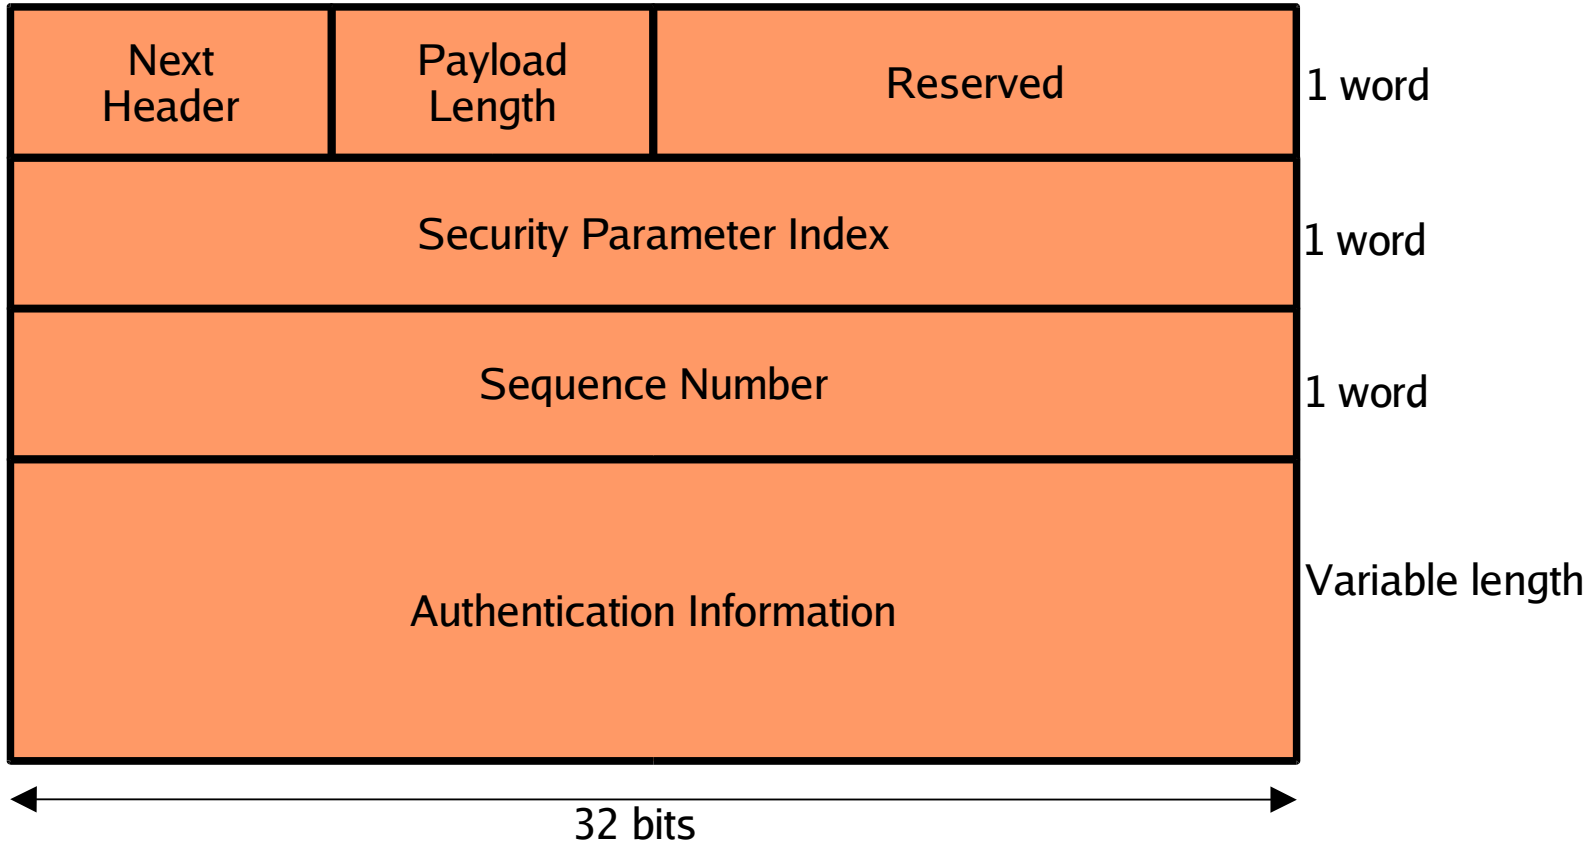 Next
Header
Payload
Length
Reserved
1 word
Security Parameter Index
1 word
Sequence Number
1 word
Authentication Information
Variable length
32 bits